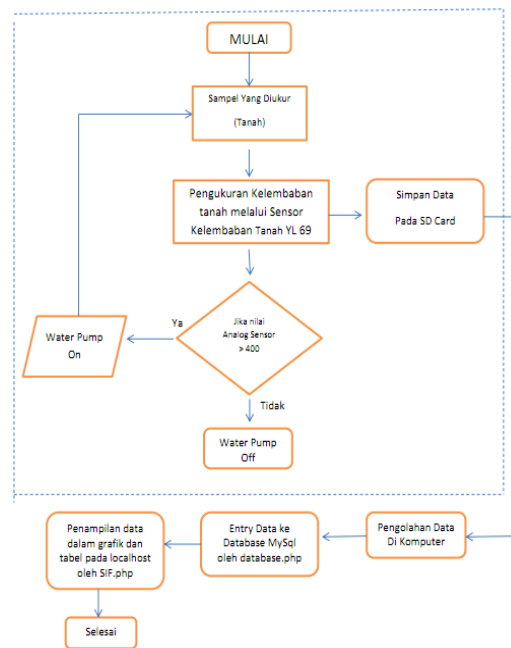 MULAI
Sampel Yang Diukur
(Tanah)
Pengukuran Kelembaban
tanah melalui Sensor
Kelembaban Tanah YL 69
Simpan Data
Pada SD Card
Ya
Jika nilai
Analog Sensor
> 400
Water Pump
On
Tidak
Water Pump
Off
Penampilan data
dalam grafik dan
tabel pada localhost
oleh SIF.php
Entry Data ke
Database MySql
oleh database.php
Pengolahan Data
Di Komputer
Selesai